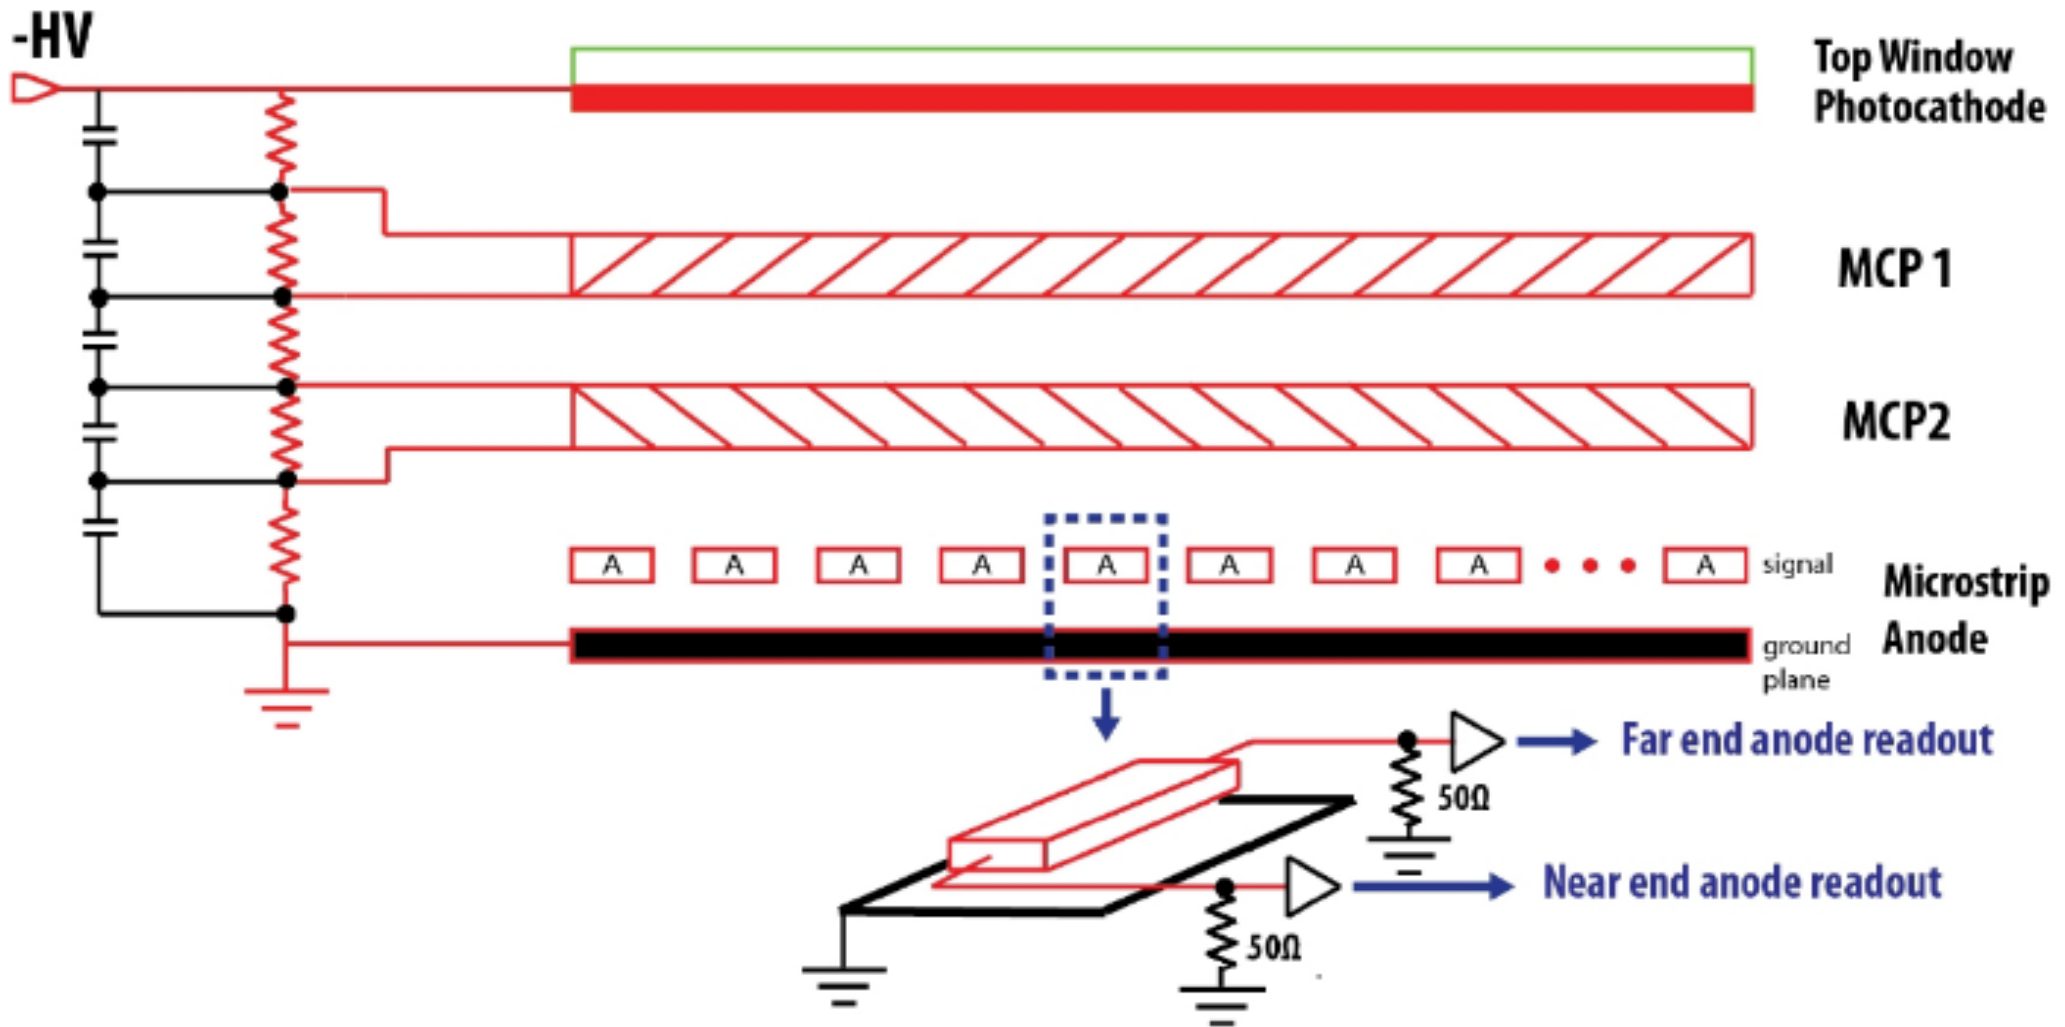 -HV
Top Window
Photocathode
MCP 1
MCP2
A A A A A A A A A
signal
Microstrip
Anode
ground
plane
Far end anode readout
50Ω
Near end anode readout
50Ω